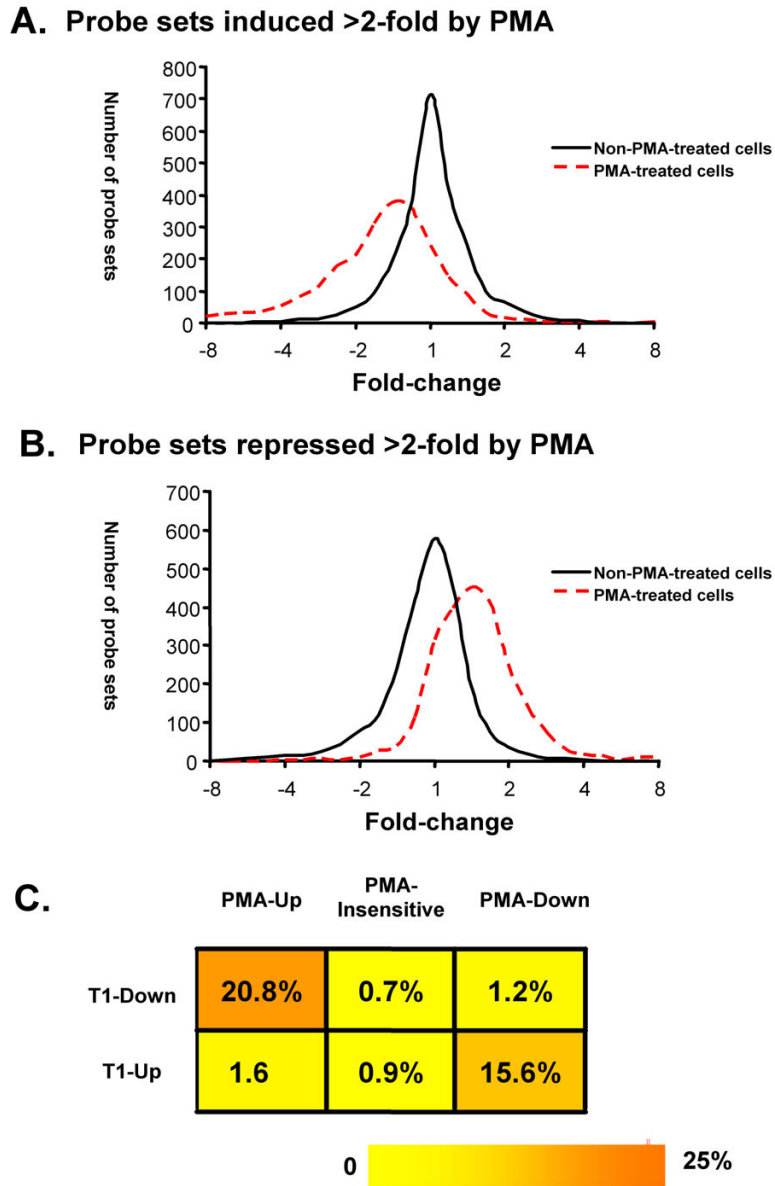 A. Probe sets induced >2-fold by PMA
Number of probe sets
800
700
600
500
400
300
200
100
0
-8 -4 -2 1 2 4 8
Fold-change
Non-PMA-treated cells
PMA-treated cells
B. Probe sets repressed >2-fold by PMA
Number of probe sets
700
600
500
400
300
200
100
0
-8 -4 -2 1 2 4 8
Fold-change
Non-PMA-treated cells
PMA-treated cells
C.
PMA-Up PMA-Insensitive PMA-Down
T1-Down 20.8% 0.7% 1.2%
T1-Up 1.6 0.9% 15.6%
0 25%